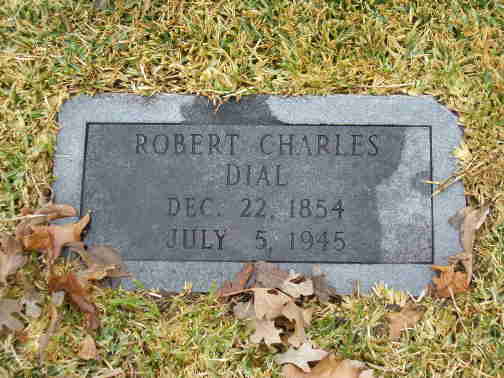 ROBERT CHARLES
DIAL
DEC. 22, 1854
JULY 5, 1945